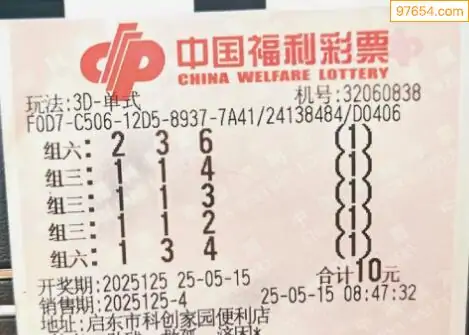 97654.com
中国福利彩票
CHINA WELFARE LOTTERY
玩法:3D-单式 机号:32060838
F0D7-C506-12D5-8937-7A41/24138484/D0406
组六: 2 3 6 (1)
组三: 1 1 4 (1)
组三: 1 1 3 (1)
组三: 1 1 2 (1)
组六: 1 3 4 (1)
开奖期:2025125 25-05-15 合计10元
销售期:2025125-4 25-05-15 08:47:32
地址:启东市科创家园便利店